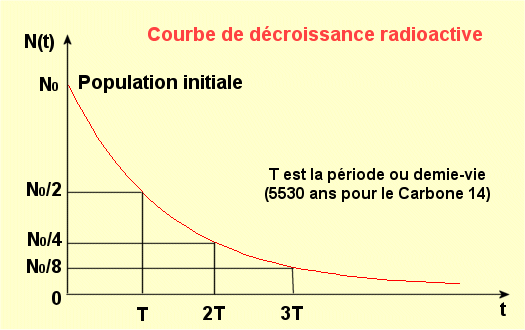 Courbe de décroissance radioactive
N(t)
N₀
Population initiale
T est la période ou demie-vie
(5530 ans pour le Carbone 14)
N₀/2
N₀/4
N₀/8
0
T
2T
3T
t